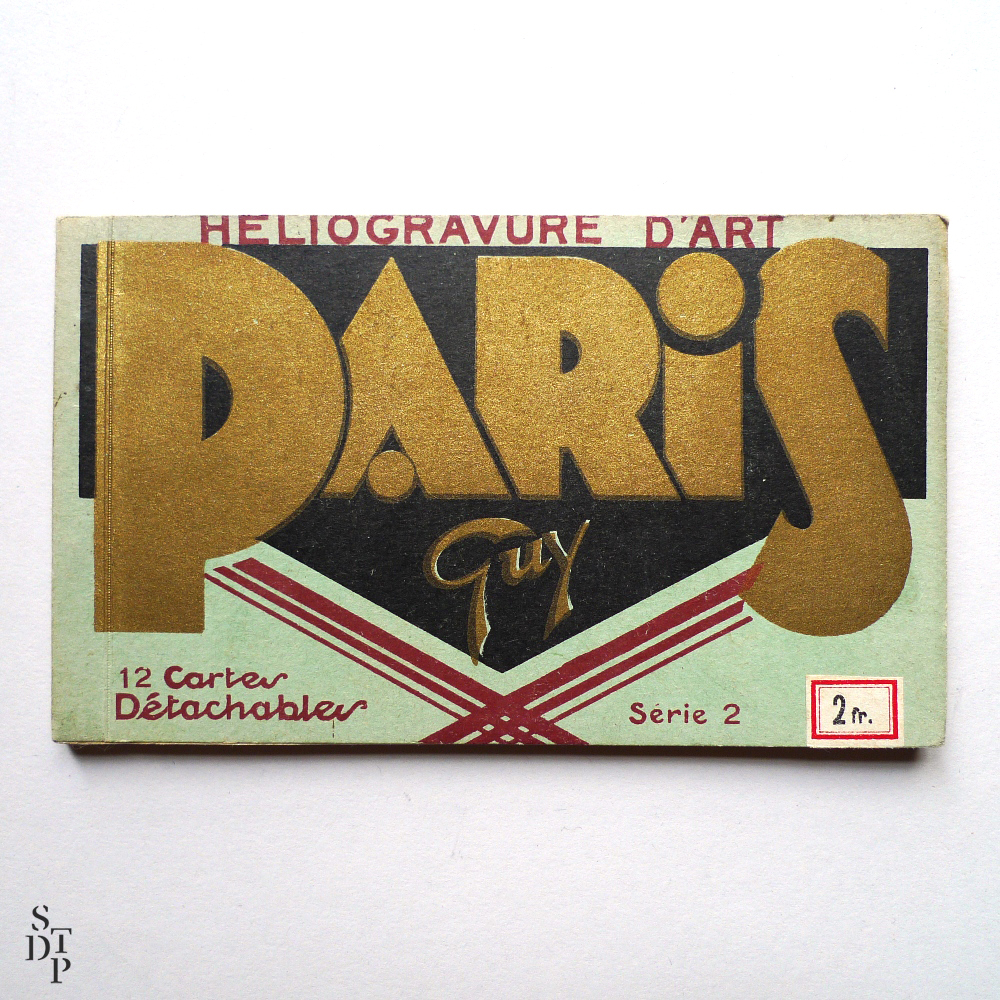 HELIOGRAVURE D'ART
PARiS
Guy
12 Cartes
Détachables
Série 2
2 fr.
S
DT
P